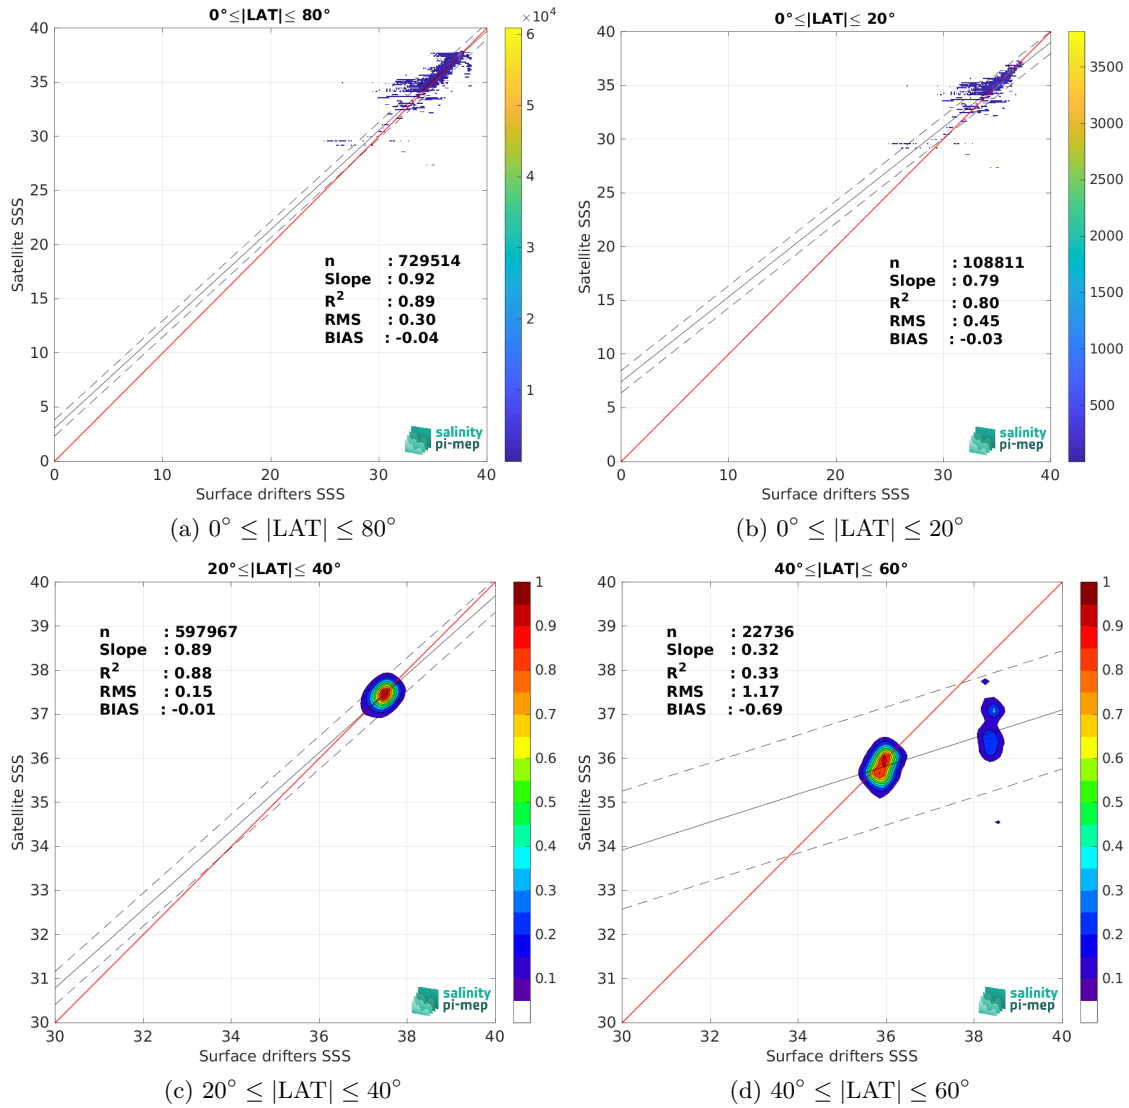 0°≤|LAT|≤ 80°
×10⁴
40
35
30
25
20
15
10
5
0
Satellite SSS
0
10
20
30
40
Surface drifters SSS
n : 729514
Slope : 0.92
R² : 0.89
RMS : 0.30
BIAS : -0.04
salinity
pi-mep
6
5
4
3
2
1
(a) 0° ≤ |LAT| ≤ 80°
0°≤|LAT|≤ 20°
40
35
30
25
20
15
10
5
0
Satellite SSS
0
10
20
30
40
Surface drifters SSS
n : 108811
Slope : 0.79
R² : 0.80
RMS : 0.45
BIAS : -0.03
salinity
pi-mep
3500
3000
2500
2000
1500
1000
500
(b) 0° ≤ |LAT| ≤ 20°
20°≤|LAT|≤ 40°
40
39
38
37
36
35
34
33
32
31
30
Satellite SSS
30
32
34
36
38
40
Surface drifters SSS
n : 597967
Slope : 0.89
R² : 0.88
RMS : 0.15
BIAS : -0.01
salinity
pi-mep
1
0.9
0.8
0.7
0.6
0.5
0.4
0.3
0.2
0.1
(c) 20° ≤ |LAT| ≤ 40°
40°≤|LAT|≤ 60°
40
39
38
37
36
35
34
33
32
31
30
Satellite SSS
30
32
34
36
38
40
Surface drifters SSS
n : 22736
Slope : 0.32
R² : 0.33
RMS : 1.17
BIAS : -0.69
salinity
pi-mep
1
0.9
0.8
0.7
0.6
0.5
0.4
0.3
0.2
0.1
(d) 40° ≤ |LAT| ≤ 60°